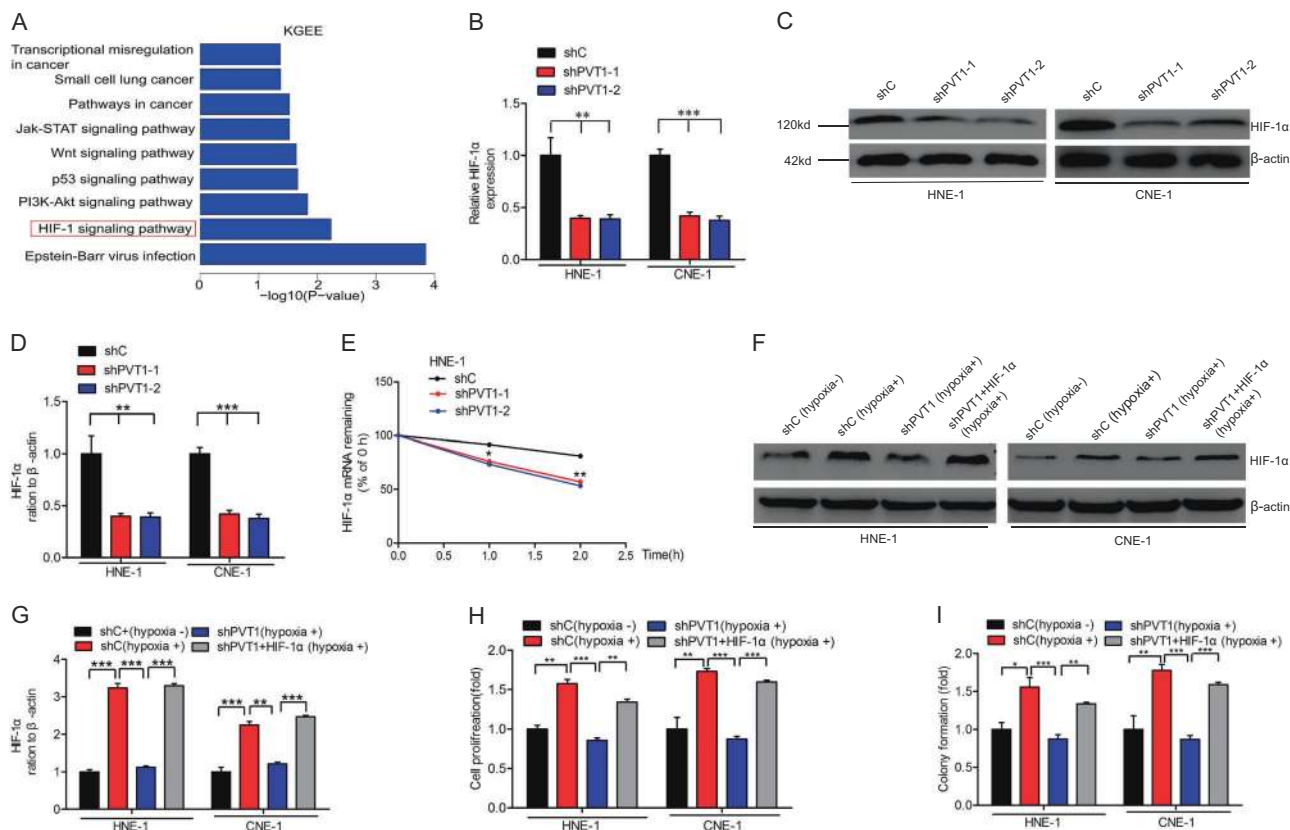 A
KGEE
Transcriptional misregulation
in cancer
Small cell lung cancer
Pathways in cancer
Jak-STAT signaling pathway
Wnt signaling pathway
p53 signaling pathway
PI3K-Akt signaling pathway
HIF-1 signaling pathway
Epstein-Barr virus infection
0 1 2 3 4
−log10(P-value)
B
shC
shPVT1-1
shPVT1-2
Relative HIF-1α
expression
1.5
1.0
0.5
0.0
** ***
HNE-1 CNE-1
C
shC shPVT1-1 shPVT1-2 shC shPVT1-1 shPVT1-2
120kd HIF-1α
42kd β-actin
HNE-1 CNE-1
D
shC
shPVT1-1
shPVT1-2
HIF-1α
ration to β -actin
1.5
1.0
0.5
0.0
** ***
HNE-1 CNE-1
E
HNE-1
shC
shPVT1-1
shPVT1-2
HIF-1α mRNA remaining
(% of 0 h)
150
100
50
0
* **
0.0 0.5 1.0 1.5 2.0 2.5 Time(h)
F
shC (hypoxia-) shC (hypoxia+) shPVT1 (hypoxia+) shPVT1+HIF-1α
(hypoxia+)
shC (hypoxia-) shC (hypoxia+) shPVT1 (hypoxia+) shPVT1+HIF-1α
(hypoxia+)
HIF-1α
β-actin
HNE-1 CNE-1
G
shC+(hypoxia -) shPVT1(hypoxia +)
shC(hypoxia +) shPVT1+HIF-1α (hypoxia +)
HIF-1α
ration to β -actin
4
3
2
1
0
*** *** *** *** ** ***
HNE-1 CNE-1
H
shC(hypoxia -) shPVT1(hypoxia +)
shC(hypoxia +) shPVT1+HIF-1α (hypoxia +)
Cell prolifreation(fold)
2.0
1.5
1.0
0.5
0.0
** *** ** ** *** ***
HNE-1 CNE-1
I
shC(hypoxia -) shPVT1(hypoxia +)
shC(hypoxia +) shPVT1+HIF-1α (hypoxia +)
Colony formation (fold)
2.0
1.5
1.0
0.5
0.0
* *** ** ** *** ***
HNE-1 CNE-1